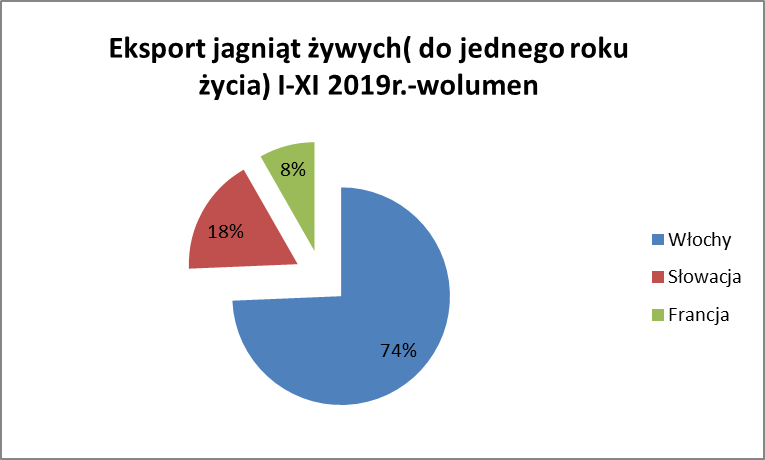 Eksport jagniąt żywych( do jednego roku
życia) I-XI 2019r.-wolumen
8%
18%
74%
Włochy
Słowacja
Francja